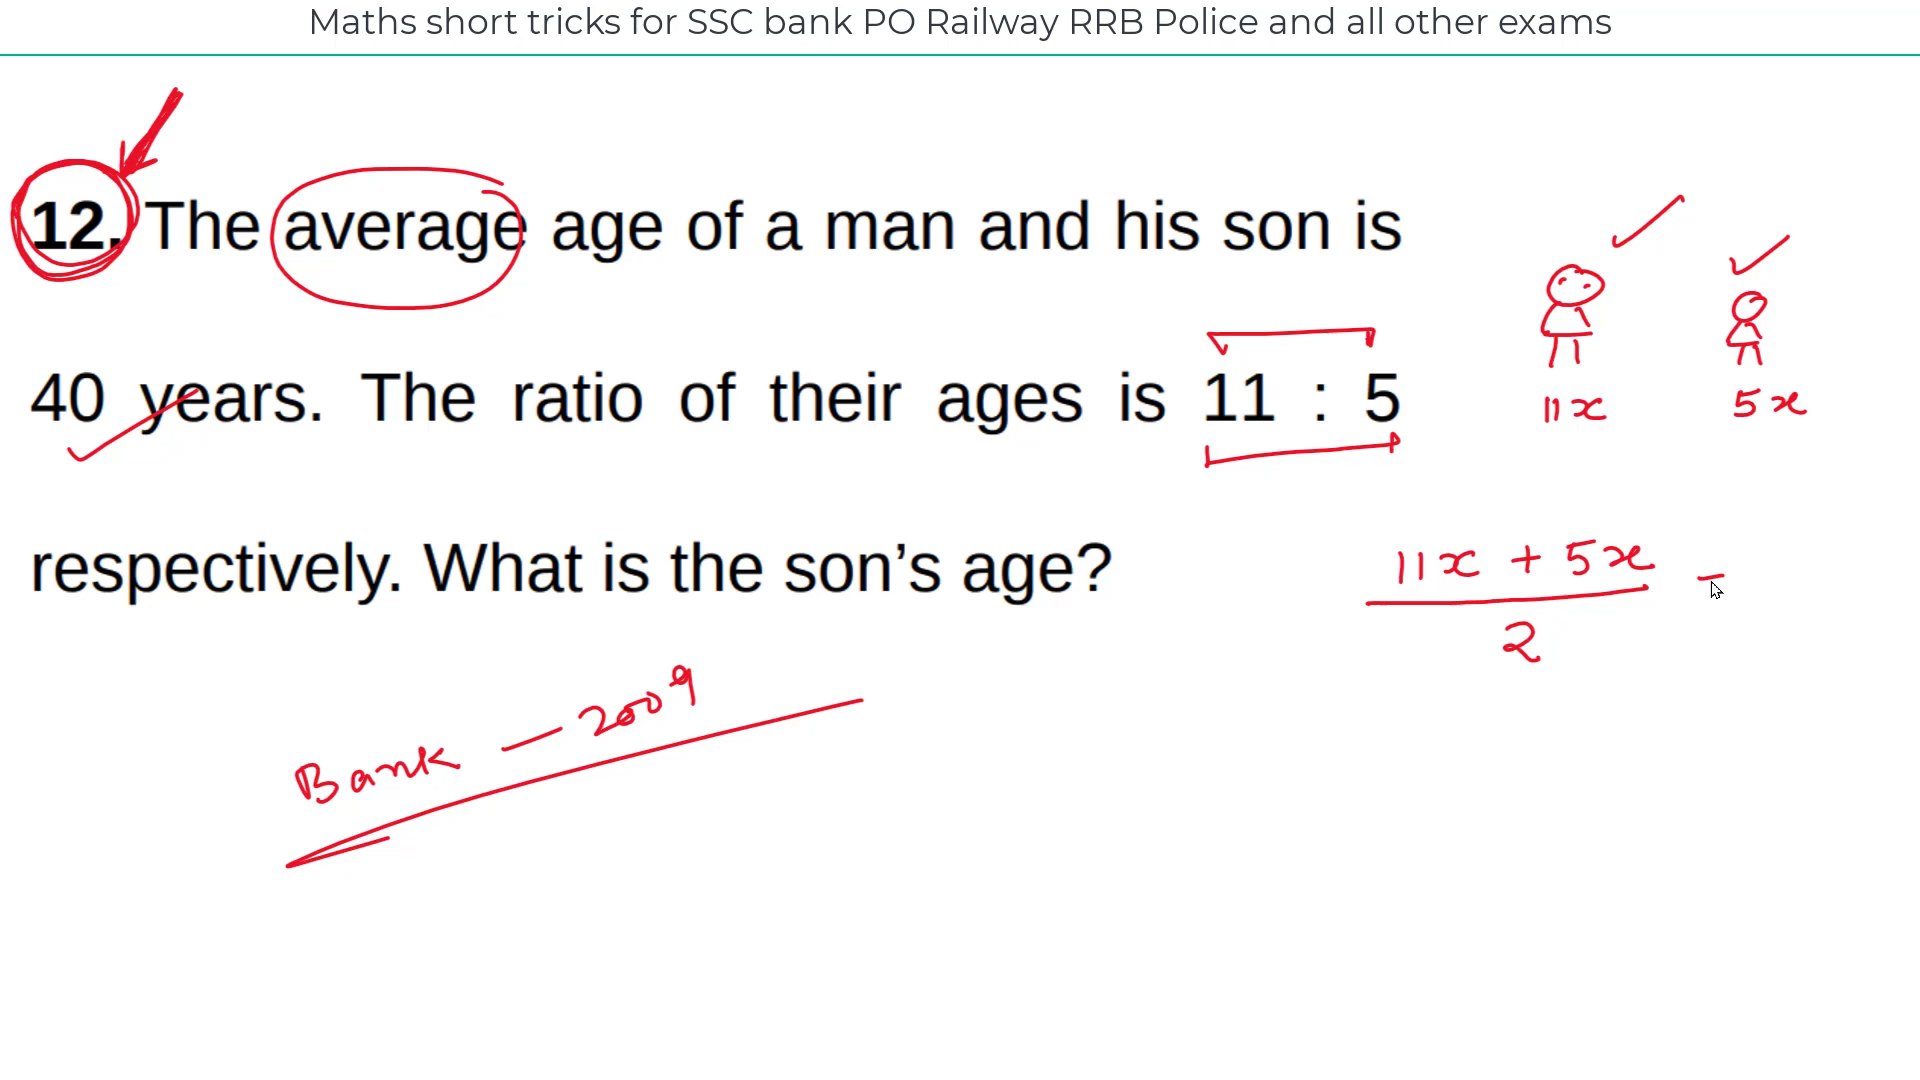 Maths short tricks for SSC bank PO Railway RRB Police and all other exams
12. The average age of a man and his son is
40 years. The ratio of their ages is 11 : 5
respectively. What is the son’s age?
11x 5x
11x + 5x
2
Bank — 2009